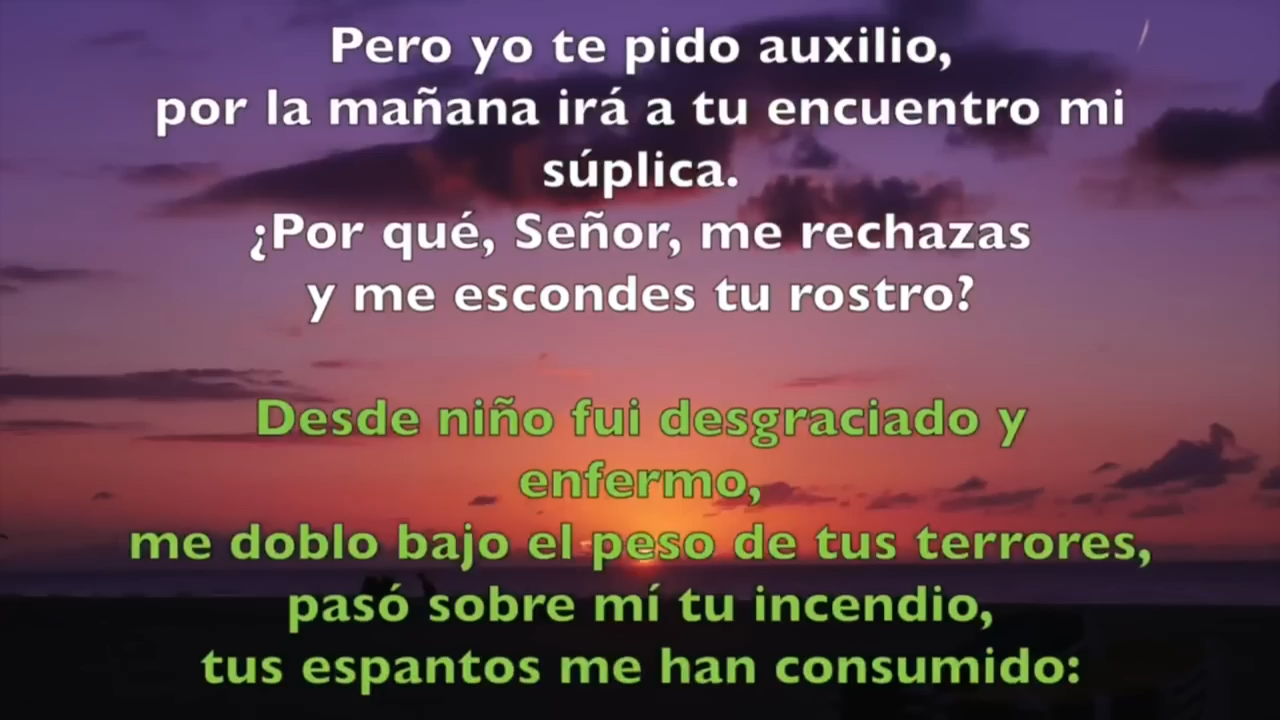 Pero yo te pido auxilio,
por la mañana irá a tu encuentro mi
súplica.
¿Por qué, Señor, me rechazas
y me escondes tu rostro?
Desde niño fui desgraciado y
enfermo,
me doblo bajo el peso de tus terrores,
pasó sobre mí tu incendio,
tus espantos me han consumido: